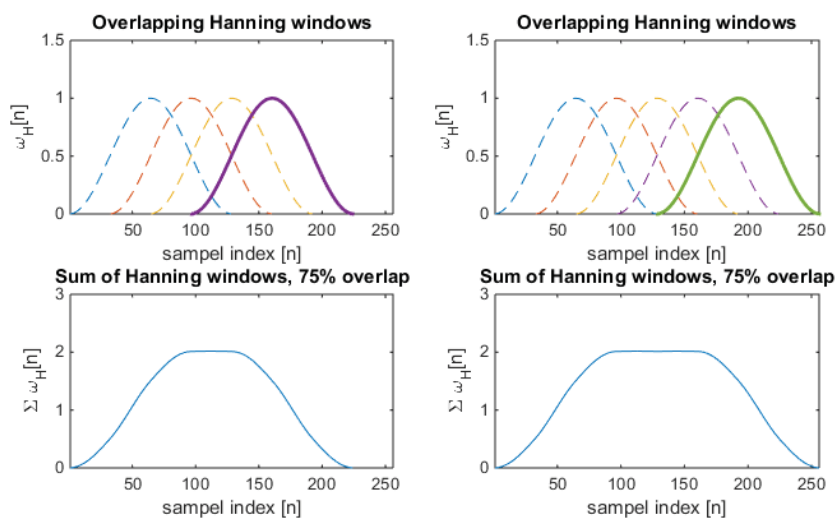 Overlapping Hanning windows
1.5
1
0.5
0
ω_H[n]
50 100 150 200 250
sampel index [n]
Overlapping Hanning windows
1.5
1
0.5
0
ω_H[n]
50 100 150 200 250
sampel index [n]
Sum of Hanning windows, 75% overlap
3
2
1
0
Σ ω_H[n]
50 100 150 200 250
sampel index [n]
Sum of Hanning windows, 75% overlap
3
2
1
0
Σ ω_H[n]
50 100 150 200 250
sampel index [n]